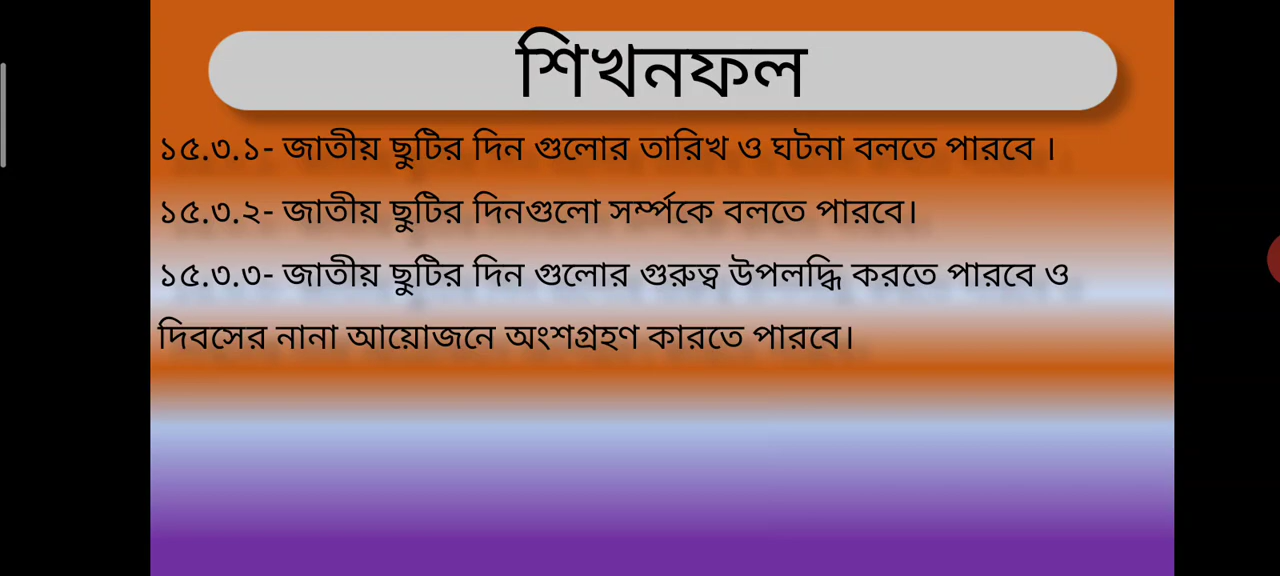 শিখনফল
১৫.৩.১- জাতীয় ছুটির দিন গুলোর তারিখ ও ঘটনা বলতে পারবে ।
১৫.৩.২- জাতীয় ছুটির দিনগুলো সর্ম্পকে বলতে পারবে।
১৫.৩.৩- জাতীয় ছুটির দিন গুলোর গুরুত্ব উপলদ্ধি করতে পারবে ও
দিবসের নানা আয়োজনে অংশগ্রহণ কারতে পারবে।